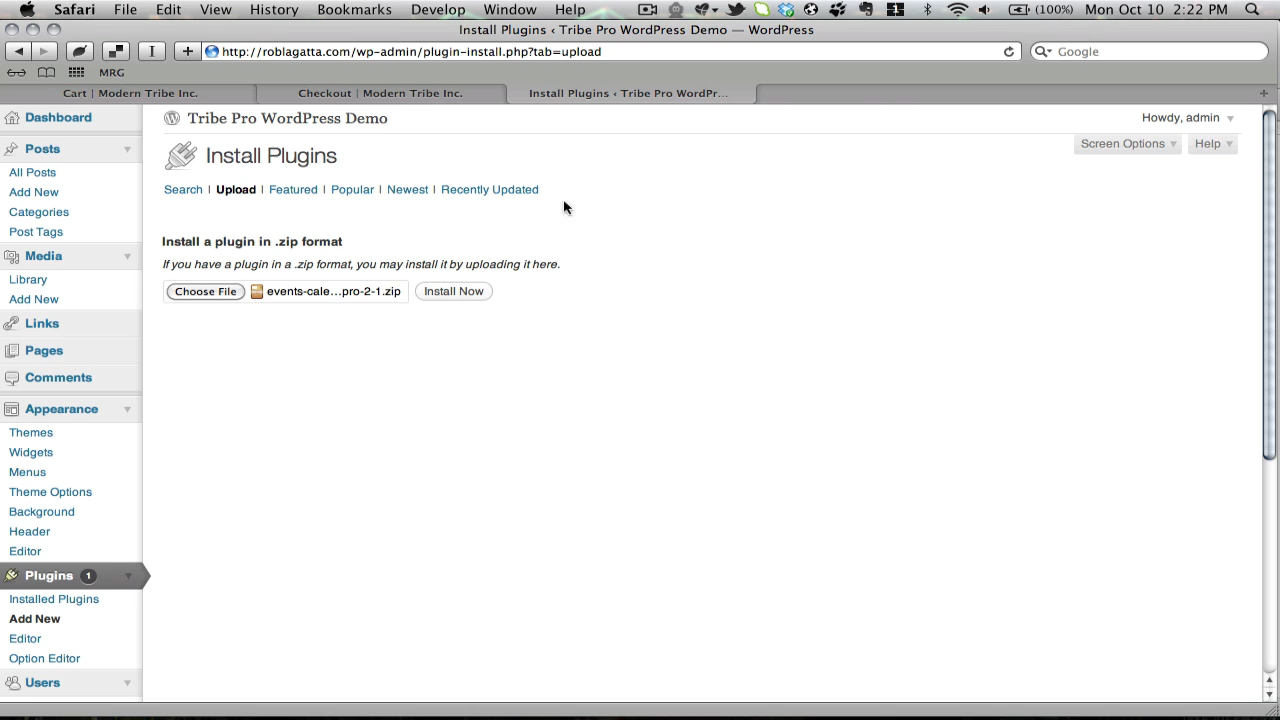 Safari File Edit View History Bookmarks Develop Window Help (100%) Mon Oct 10 2:22 PM
Install Plugins ‹ Tribe Pro WordPress Demo — WordPress
http://roblagatta.com/wp-admin/plugin-install.php?tab=upload Google
MRG
Cart | Modern Tribe Inc. Checkout | Modern Tribe Inc. Install Plugins ‹ Tribe Pro WordPr...
Tribe Pro WordPress Demo Howdy, admin
Screen Options Help
Install Plugins
Search | Upload | Featured | Popular | Newest | Recently Updated
Install a plugin in .zip format
If you have a plugin in a .zip format, you may install it by uploading it here.
Choose File events-cale...pro-2-1.zip Install Now
Dashboard
Posts
All Posts
Add New
Categories
Post Tags
Media
Library
Add New
Links
Pages
Comments
Appearance
Themes
Widgets
Menus
Theme Options
Background
Header
Editor
Plugins 1
Installed Plugins
Add New
Editor
Option Editor
Users